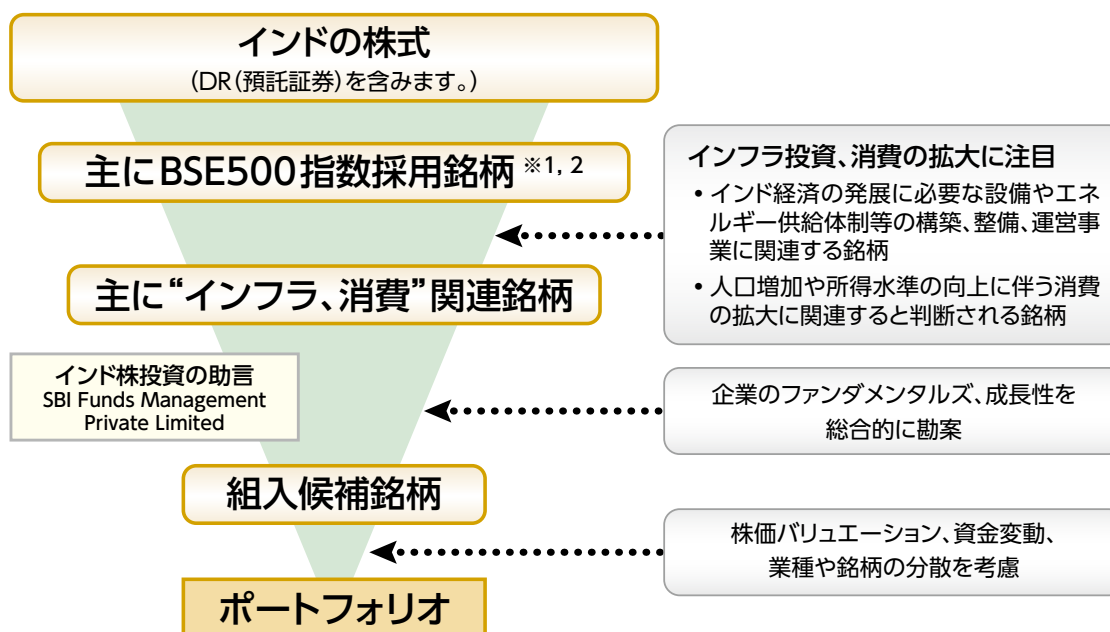 インドの株式
(DR(預託証券)を含みます。)
主にBSE500指数採用銘柄 ※1, 2
インフラ投資、消費の拡大に注目
• インド経済の発展に必要な設備やエネ
ルギー供給体制等の構築、整備、運営事
業に関連する銘柄
• 人口増加や所得水準の向上に伴う消費
の拡大に関連すると判断される銘柄
主に“インフラ、消費”関連銘柄
インド株投資の助言
SBI Funds Management
Private Limited
企業のファンダメンタルズ、成長性を
総合的に勘案
組入候補銘柄
株価バリュエーション、資金変動、
業種や銘柄の分散を考慮
ポートフォリオ